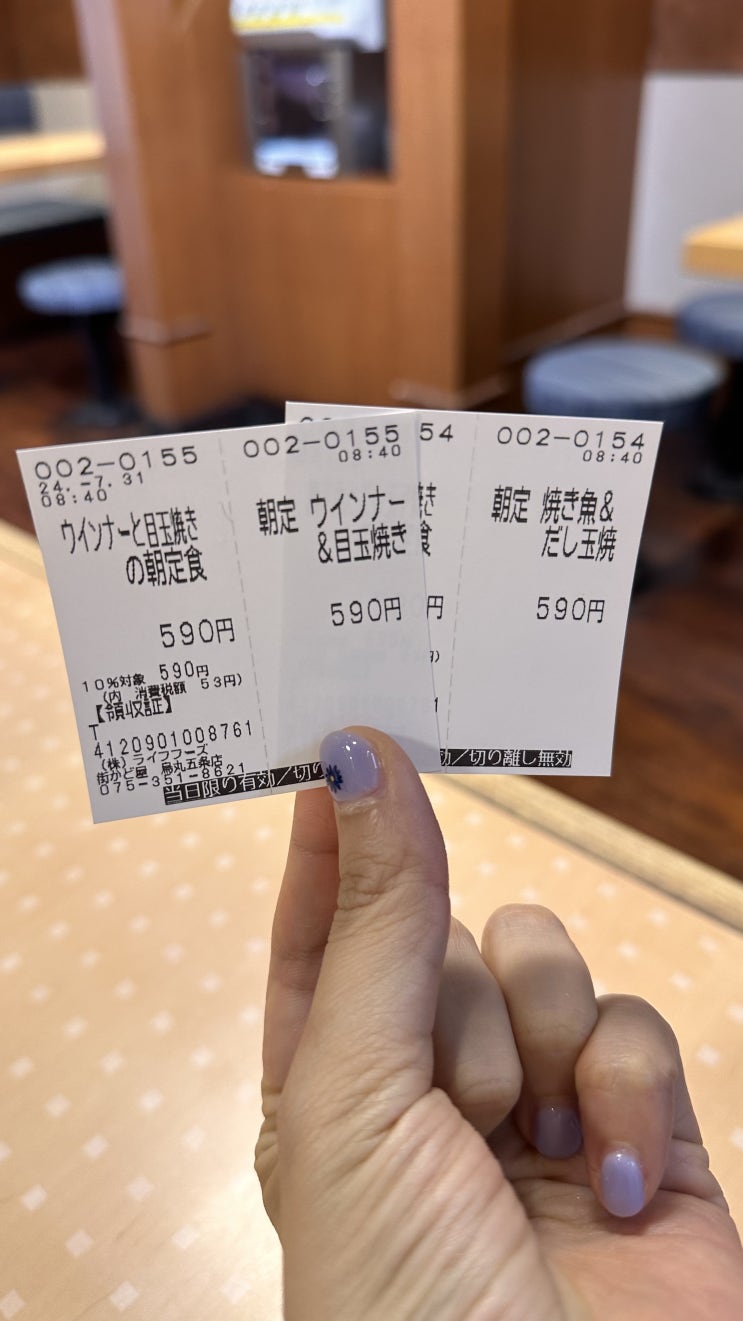 002-0155
24.-7.31
08:40
ウインナーと目玉焼き
の朝定食
590円
10%対象 590円
(内 消費税額 53円)
【領収証】
T
4120901008761
(株)ライフフーズ
街かど屋 烏丸五条店
075-351-8621
当日限り有効/切り
002-0155
08:40
朝定 ウインナー
&目玉焼き
590円
54
き
食
円
円)
1
002-0154
08:40
朝定 焼き魚&
だし玉焼
590円
効/切り離し無効